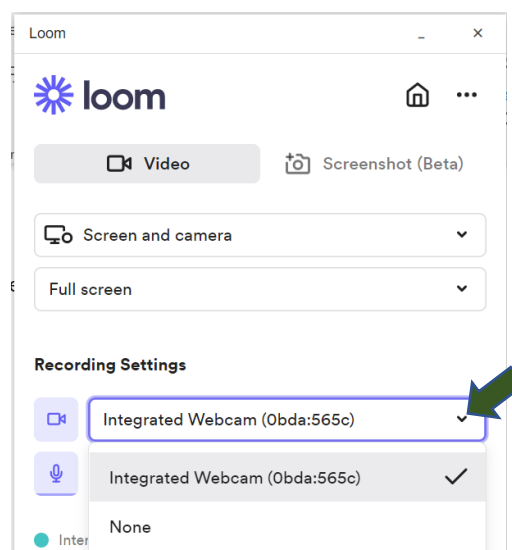 Loom
loom
Video
Screenshot (Beta)
Screen and camera
Full screen
Recording Settings
Integrated Webcam (0bda:565c)
Integrated Webcam (0bda:565c)
None
Inter